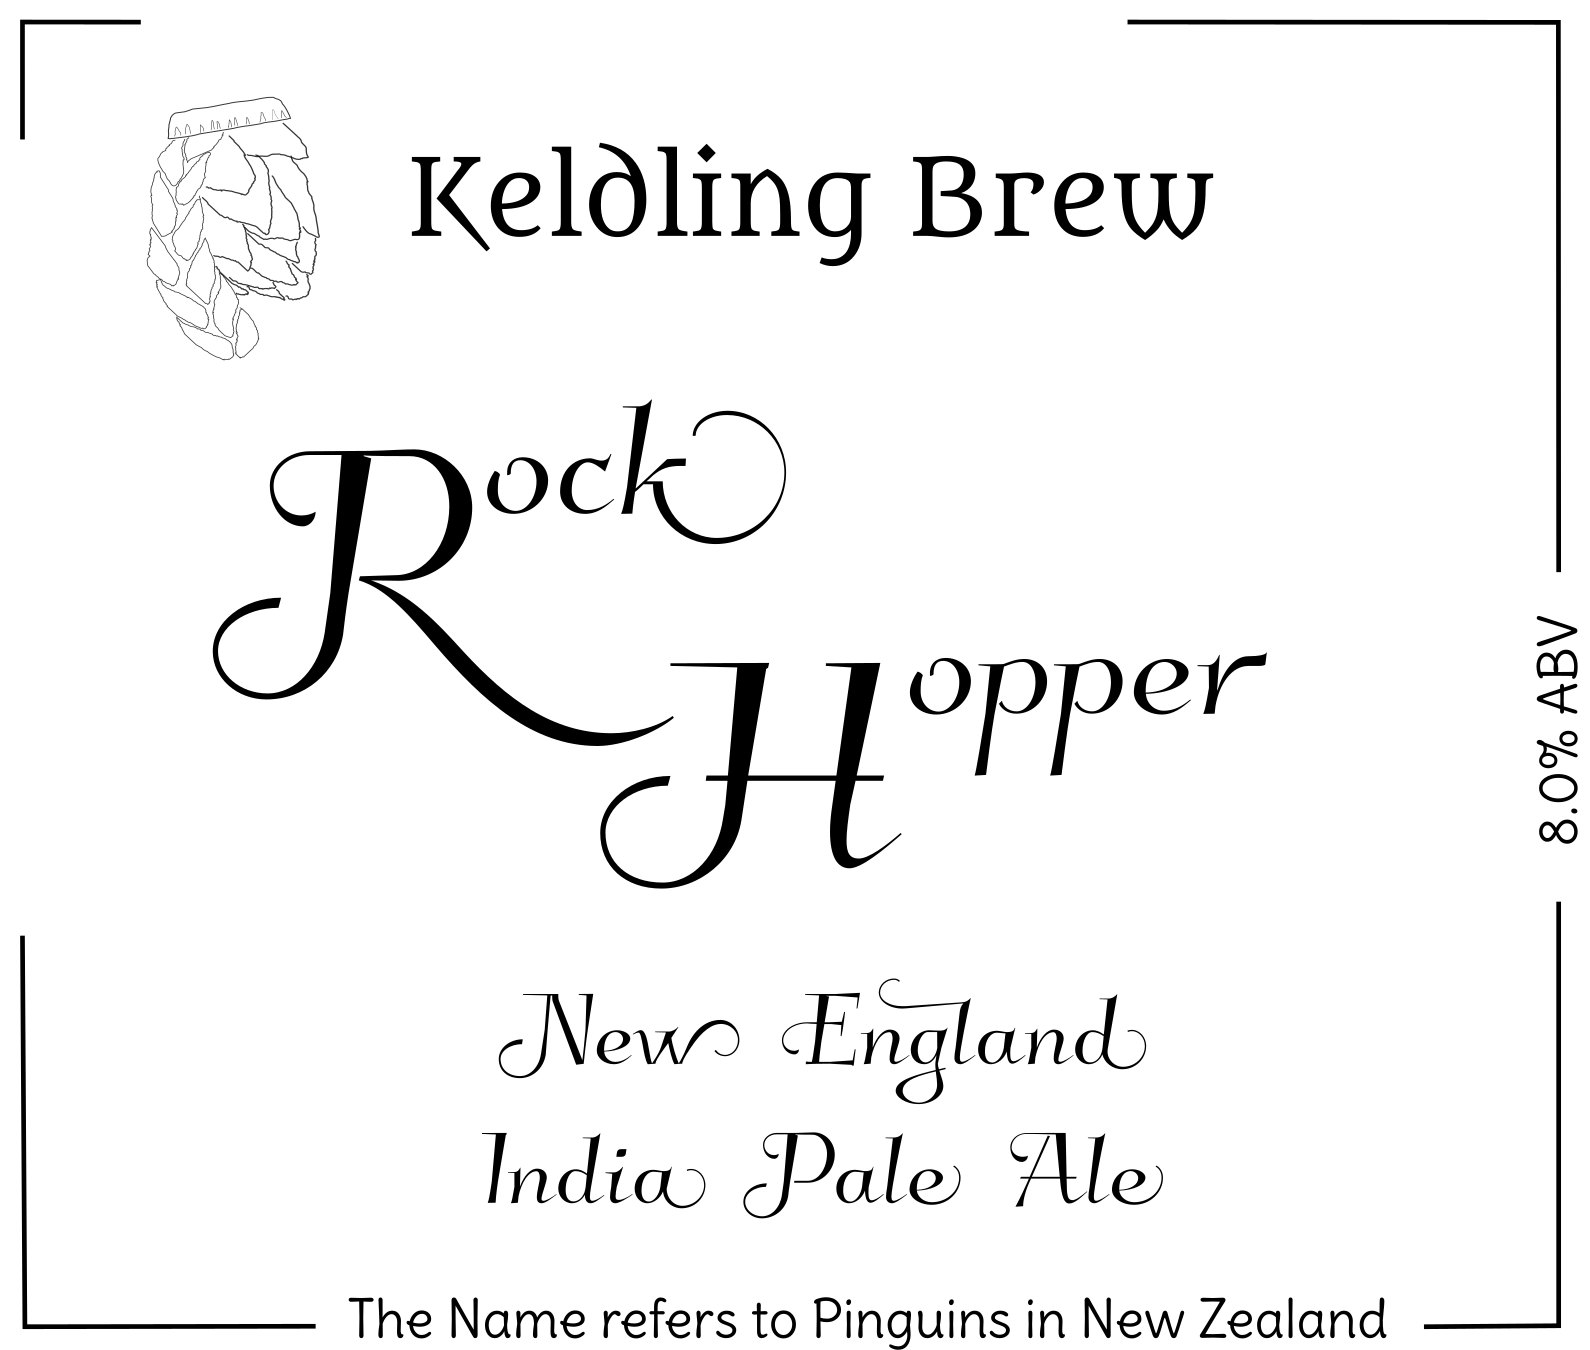 Keldling Brew
Rock
Hopper
8.0% ABV
New England
India Pale Ale
The Name refers to Pinguins in New Zealand